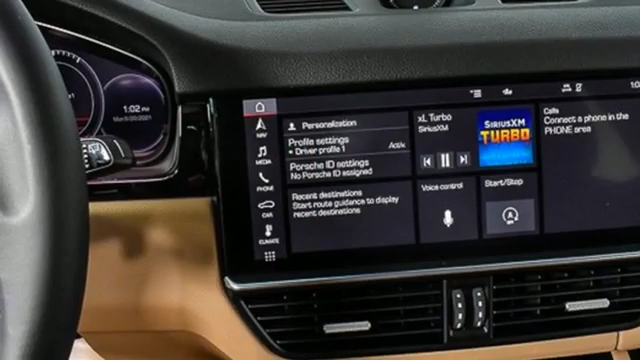 1:02 PM
NAV
MEDIA
PHONE
CAR
CLIMATE
Personalization
Profile settings
Driver profile 1
Active
Porsche ID settings
No Porsche ID assigned
Recent destinations
Start route guidance to display
recent destinations
xL Turbo
SiriusXM
SIRIUSXM
TURBO
Voice control
Start/Stop
Calls
Connect a phone in the
PHONE area